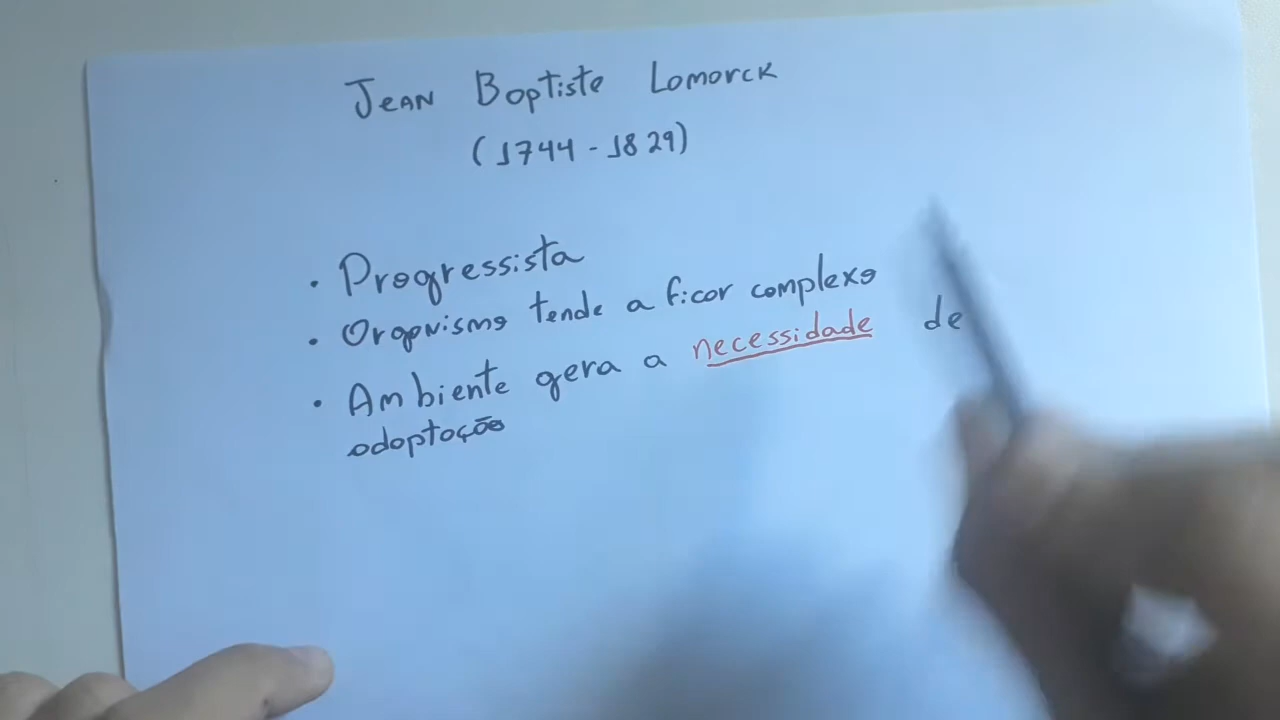 Jean Baptiste Lamarck
(1744-1829)
• Progressista
• Organismo tende a ficar complexo
• Ambiente gera a necessidade de
adaptação